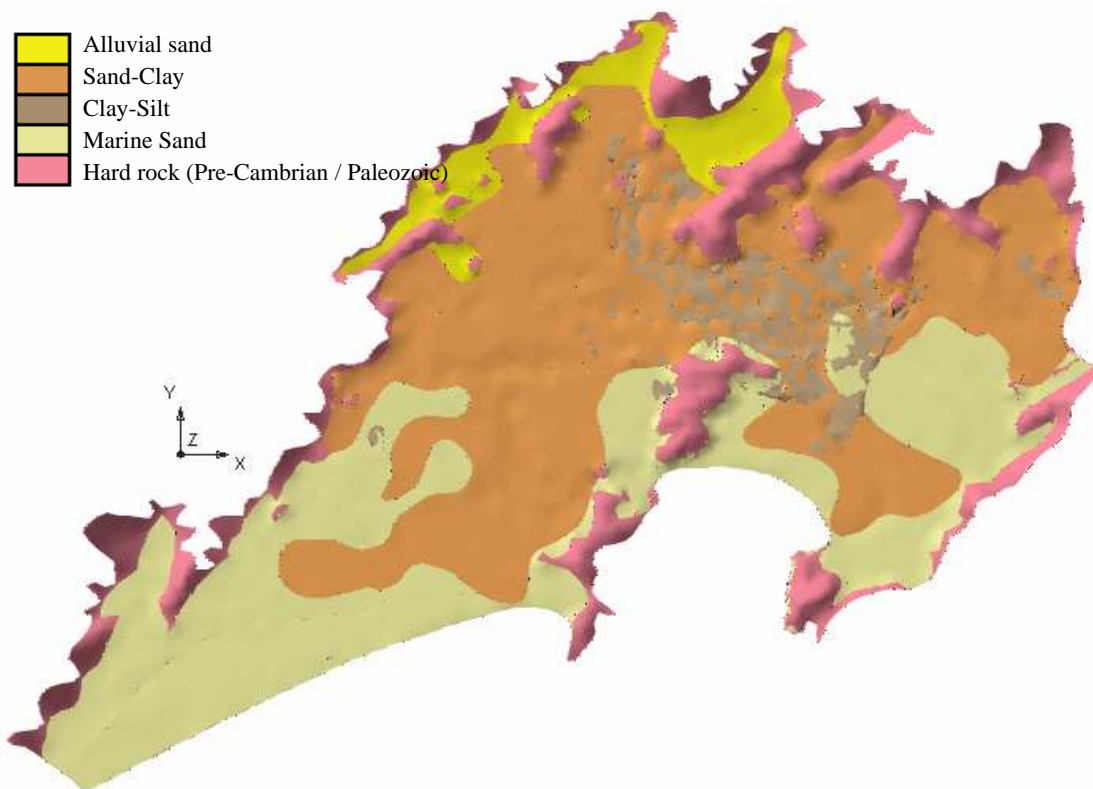 Alluvial sand
Sand-Clay
Clay-Silt
Marine Sand
Hard rock (Pre-Cambrian / Paleozoic)
Y
Z
X